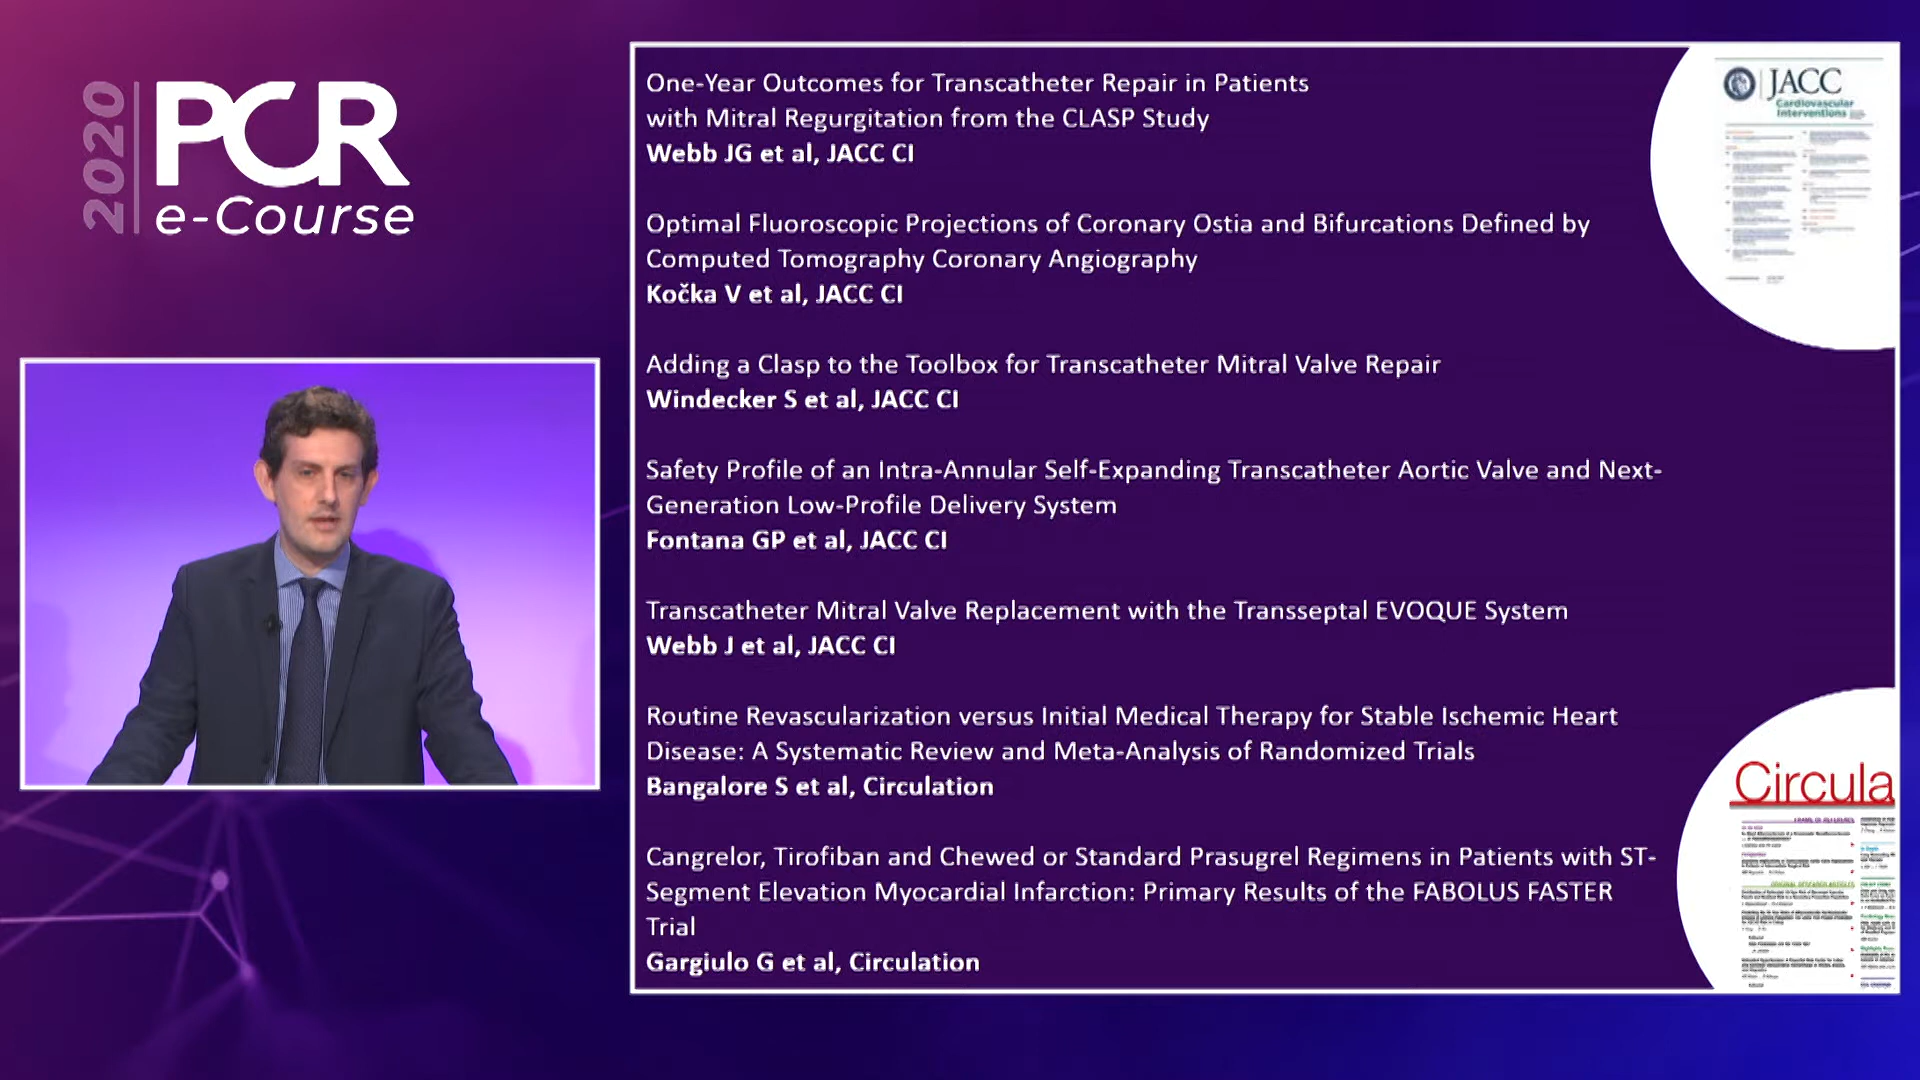 2020
PCR
e-Course
One-Year Outcomes for Transcatheter Repair in Patients
with Mitral Regurgitation from the CLASP Study
Webb JG et al, JACC CI
Optimal Fluoroscopic Projections of Coronary Ostia and Bifurcations Defined by
Computed Tomography Coronary Angiography
Kočka V et al, JACC CI
Adding a Clasp to the Toolbox for Transcatheter Mitral Valve Repair
Windecker S et al, JACC CI
Safety Profile of an Intra-Annular Self-Expanding Transcatheter Aortic Valve and Next-
Generation Low-Profile Delivery System
Fontana GP et al, JACC CI
Transcatheter Mitral Valve Replacement with the Transseptal EVOQUE System
Webb J et al, JACC CI
Routine Revascularization versus Initial Medical Therapy for Stable Ischemic Heart
Disease: A Systematic Review and Meta-Analysis of Randomized Trials
Bangalore S et al, Circulation
Cangrelor, Tirofiban and Chewed or Standard Prasugrel Regimens in Patients with ST-
Segment Elevation Myocardial Infarction: Primary Results of the FABOLUS FASTER
Trial
Gargiulo G et al, Circulation
JACC
Cardiovascular
Interventions
Circula